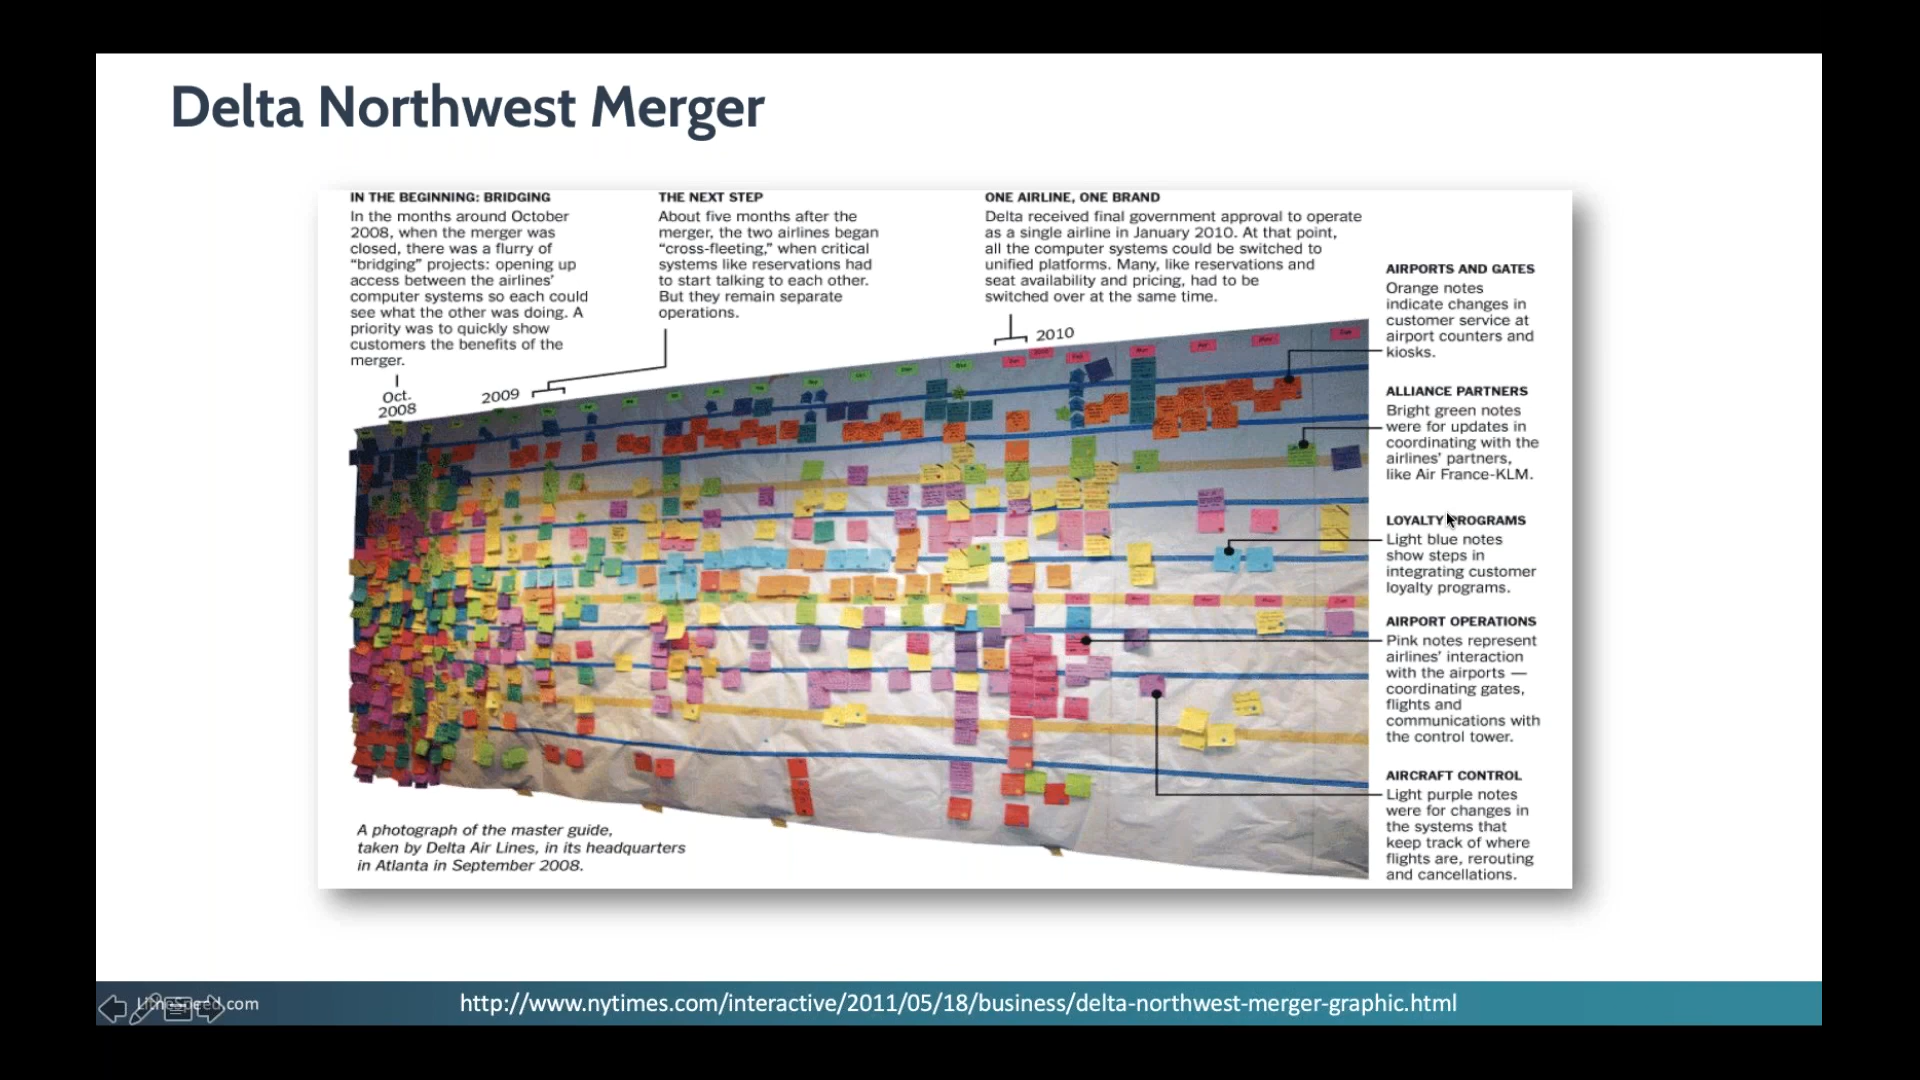 Delta Northwest Merger
IN THE BEGINNING: BRIDGING
In the months around October
2008, when the merger was
closed, there was a flurry of
“bridging” projects: opening up
access between the airlines’
computer systems so each could
see what the other was doing. A
priority was to quickly show
customers the benefits of the
merger.
THE NEXT STEP
About five months after the
merger, the two airlines began
“cross-fleeting,” when critical
systems like reservations had
to start talking to each other.
But they remain separate
operations.
ONE AIRLINE, ONE BRAND
Delta received final government approval to operate
as a single airline in January 2010. At that point,
all the computer systems could be switched to
unified platforms. Many, like reservations and
seat availability and pricing, had to be
switched over at the same time.
Oct.
2008
2009
2010
AIRPORTS AND GATES
Orange notes
indicate changes in
customer service at
airport counters and
kiosks.
ALLIANCE PARTNERS
Bright green notes
were for updates in
coordinating with the
airlines’ partners,
like Air France-KLM.
LOYALTY PROGRAMS
Light blue notes
show steps in
integrating customer
loyalty programs.
AIRPORT OPERATIONS
Pink notes represent
airlines’ interaction
with the airports —
coordinating gates,
flights and
communications with
the control tower.
AIRCRAFT CONTROL
Light purple notes
were for changes in
the systems that
keep track of where
flights are, rerouting
and cancellations.
A photograph of the master guide,
taken by Delta Air Lines, in its headquarters
in Atlanta in September 2008.
http://www.nytimes.com/interactive/2011/05/18/business/delta-northwest-merger-graphic.html